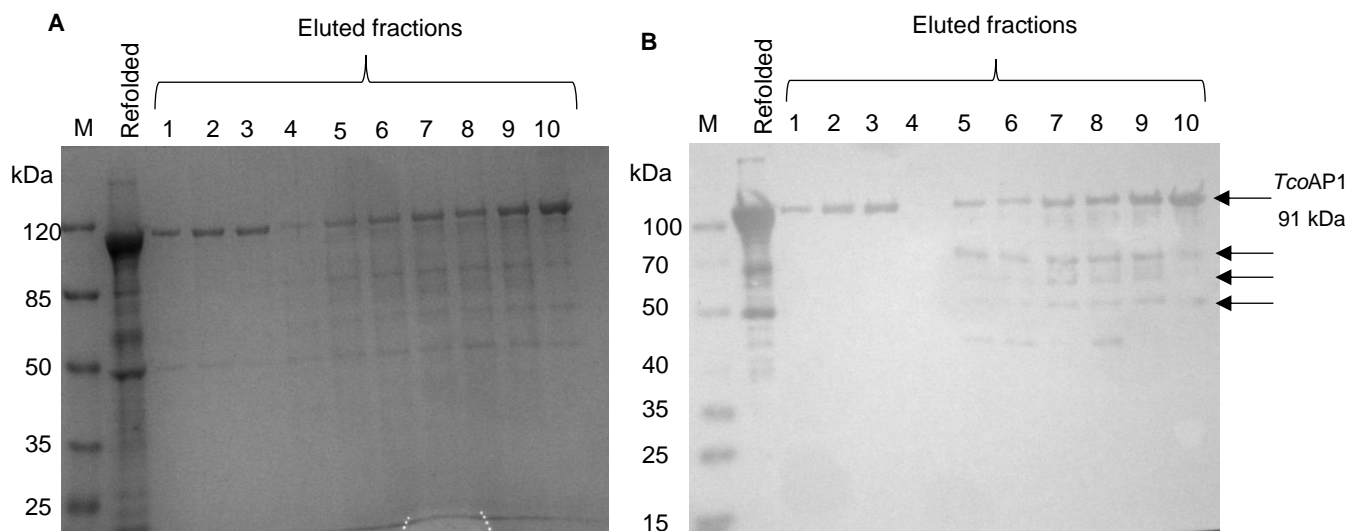 A
Eluted fractions
M
Refolded
1 2 3 4 5 6 7 8 9 10
kDa
120
85
50
35
25
B
Eluted fractions
M
Refolded
1 2 3 4 5 6 7 8 9 10
kDa
100
70
50
40
35
25
15
TcoAP1
91 kDa